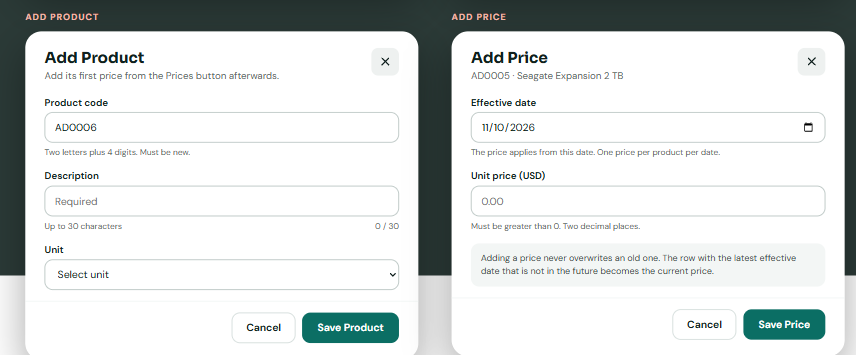 ADD PRODUCT
Add Product
Add its first price from the Prices button afterwards.
Product code
AD0006
Two letters plus 4 digits. Must be new.
Description
Required
Up to 30 characters
0 / 30
Unit
Select unit
Cancel
Save Product
ADD PRICE
Add Price
AD0005 · Seagate Expansion 2 TB
Effective date
11/10/2026
The price applies from this date. One price per product per date.
Unit price (USD)
0.00
Must be greater than 0. Two decimal places.
Adding a price never overwrites an old one. The row with the latest effective
date that is not in the future becomes the current price.
Cancel
Save Price